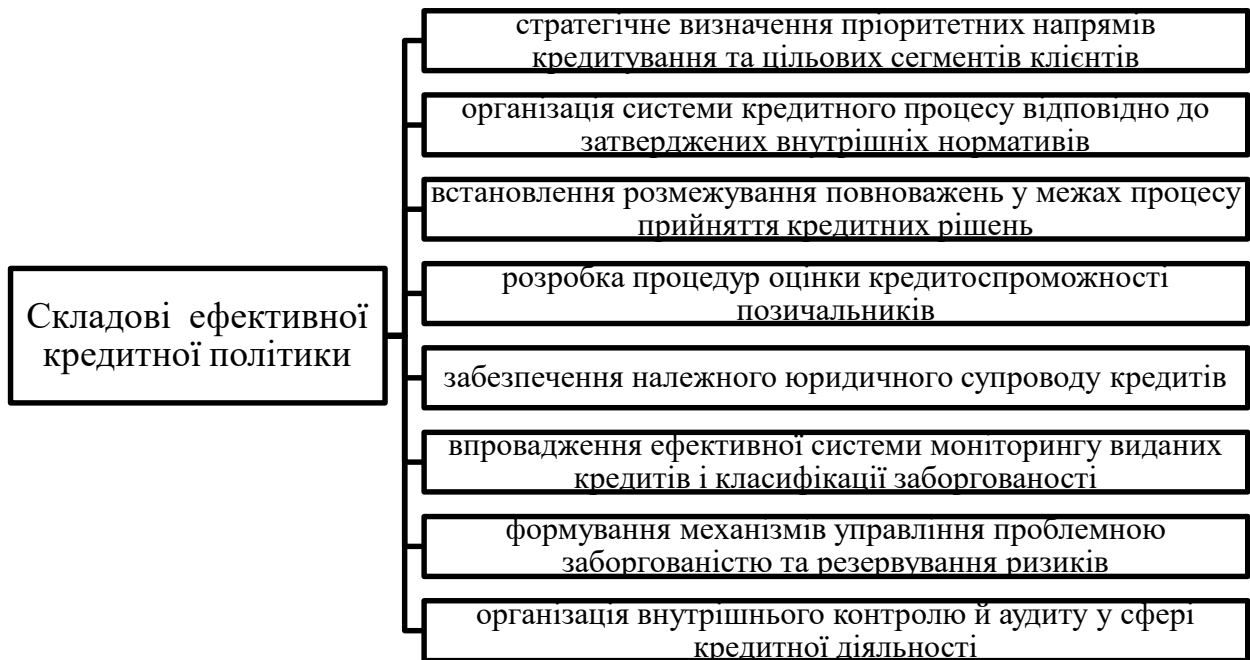 стратегічне визначення пріоритетних напрямів
кредитування та цільових сегментів клієнтів
організація системи кредитного процесу відповідно до
затверджених внутрішніх нормативів
встановлення розмежування повноважень у межах процесу
прийняття кредитних рішень
Складові ефективної
кредитної політики
розробка процедур оцінки кредитоспроможності
позичальників
забезпечення належного юридичного супроводу кредитів
впровадження ефективної системи моніторингу виданих
кредитів і класифікації заборгованості
формування механізмів управління проблемною
заборгованістю та резервування ризиків
організація внутрішнього контролю й аудиту у сфері
кредитної діяльності